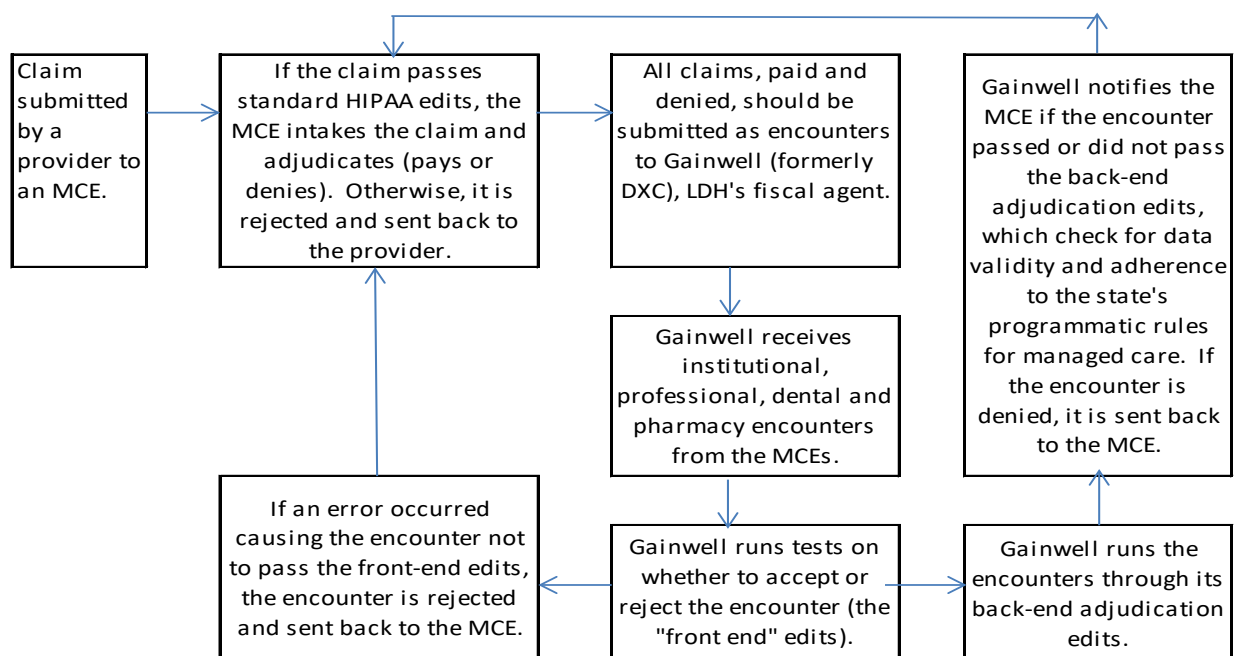 Claim
submitted
by a
provider to
an MCE.
If the claim passes
standard HIPAA edits, the
MCE intakes the claim and
adjudicates (pays or
denies). Otherwise, it is
rejected and sent back to
the provider.
All claims, paid and
denied, should be
submitted as encounters
to Gainwell (formerly
DXC), LDH's fiscal agent.
Gainwell receives
institutional,
professional, dental and
pharmacy encounters
from the MCEs.
Gainwell runs tests on
whether to accept or
reject the encounter (the
"front end" edits).
If an error occurred
causing the encounter not
to pass the front-end edits,
the encounter is rejected
and sent back to the MCE.
Gainwell runs the
encounters through its
back-end adjudication
edits.
Gainwell notifies the
MCE if the encounter
passed or did not pass
the back-end
adjudication edits,
which check for data
validity and adherence
to the state's
programmatic rules
for managed care. If
the encounter is
denied, it is sent back
to the MCE.